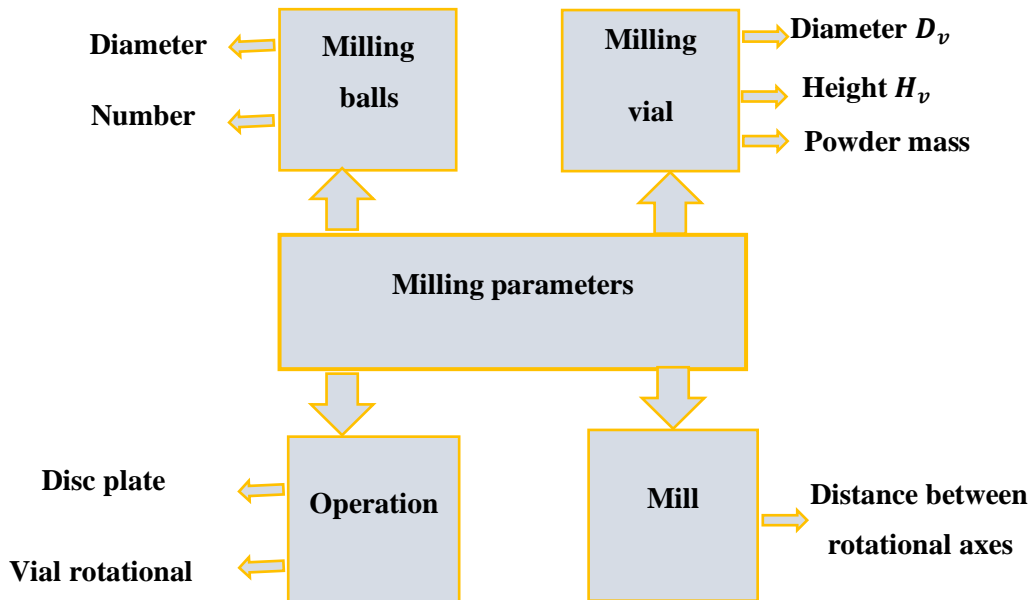 Diameter
Number
Milling
balls
Milling
vial
Diameter 𝑫𝒗
Height 𝑯𝒗
Powder mass
Milling parameters
Disc plate
Vial rotational
Operation
Mill
Distance between
rotational axes